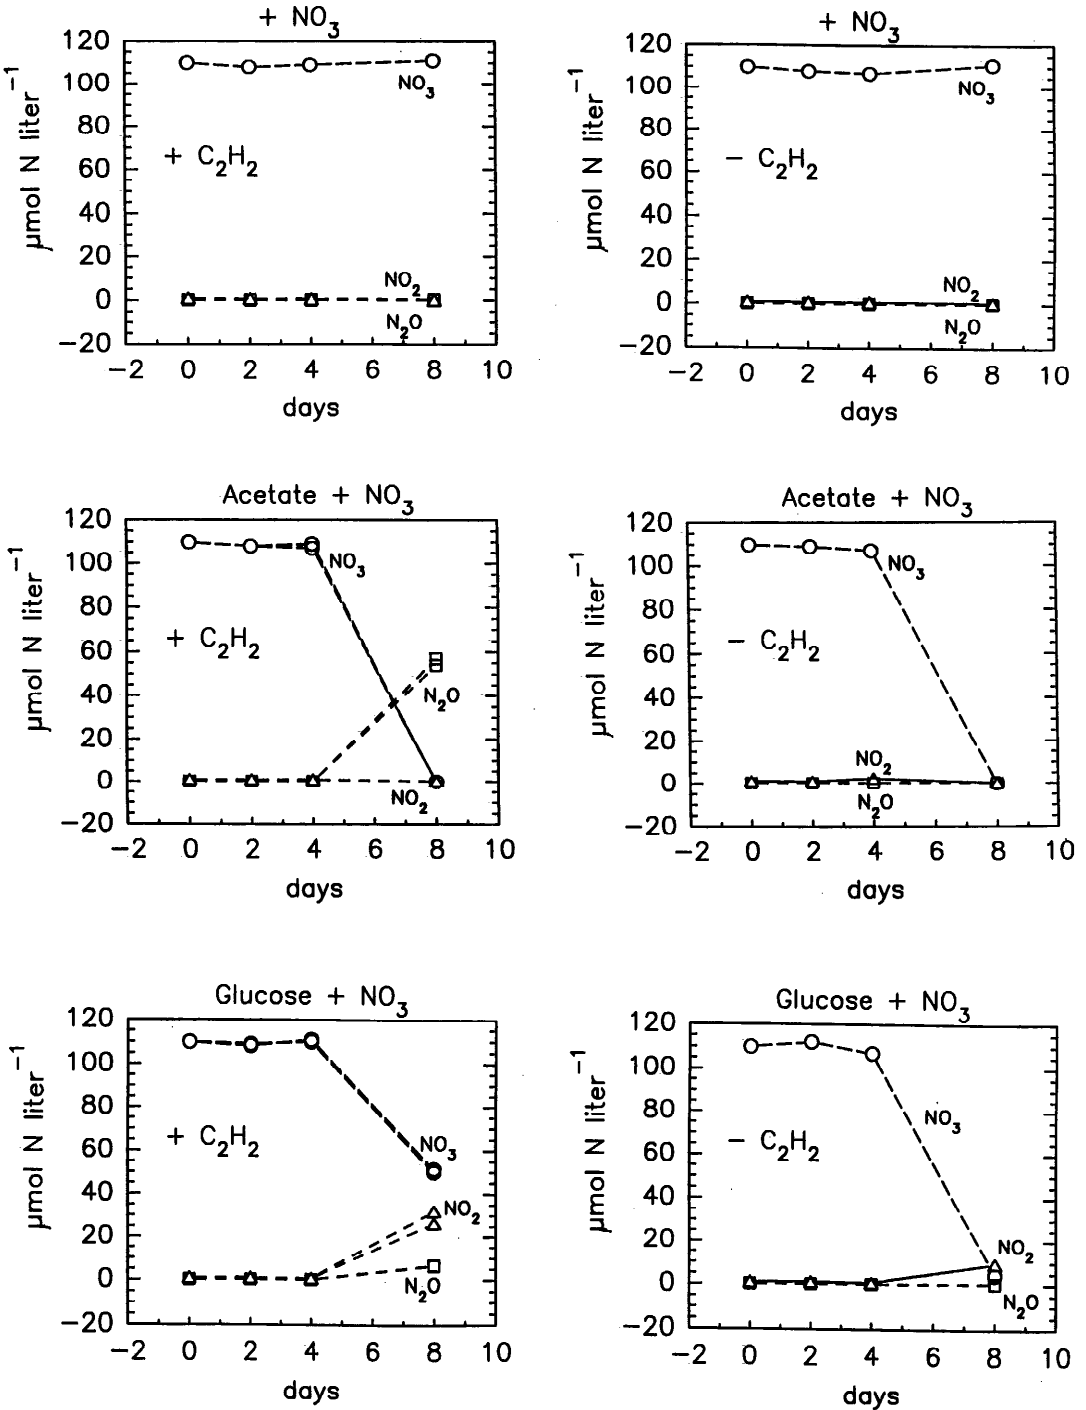 + NO3
120
100
80
60
40
20
0
−20
μmol N liter−1
+ C2H2
NO3
NO2
N2O
−2 0 2 4 6 8 10
days
+ NO3
120
100
80
60
40
20
0
−20
μmol N liter−1
− C2H2
NO3
NO2
N2O
−2 0 2 4 6 8 10
days
Acetate + NO3
120
100
80
60
40
20
0
−20
μmol N liter−1
+ C2H2
NO3
N2O
NO2
−2 0 2 4 6 8 10
days
Acetate + NO3
120
100
80
60
40
20
0
−20
μmol N liter−1
− C2H2
NO3
NO2
N2O
−2 0 2 4 6 8 10
days
Glucose + NO3
120
100
80
60
40
20
0
−20
μmol N liter−1
+ C2H2
NO3
NO2
N2O
−2 0 2 4 6 8 10
days
Glucose + NO3
120
100
80
60
40
20
0
−20
μmol N liter−1
− C2H2
NO3
NO2
N2O
−2 0 2 4 6 8 10
days